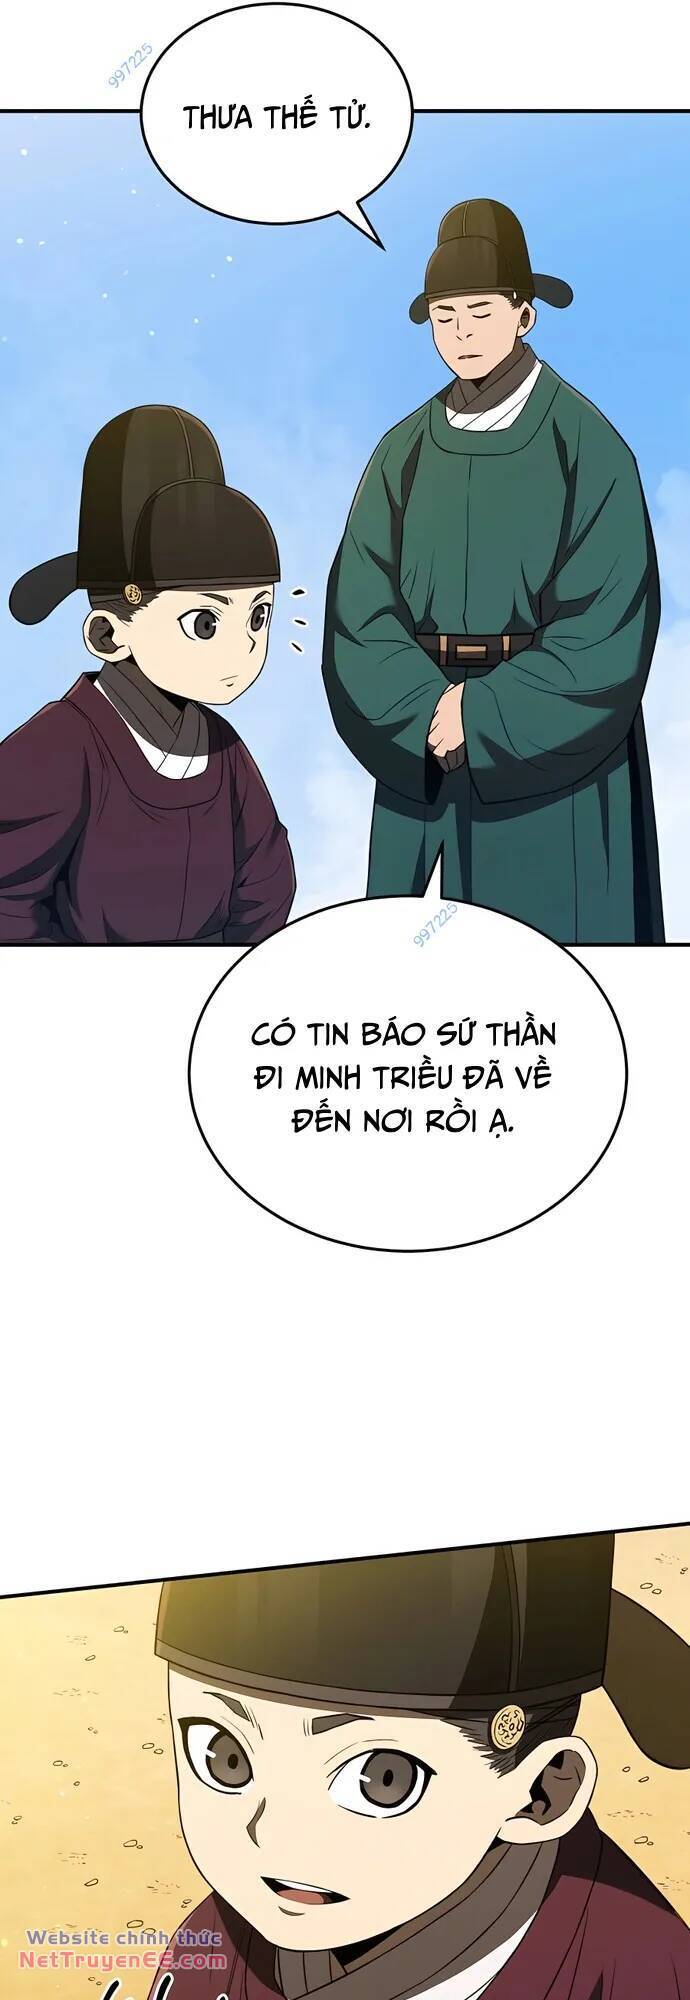 997225
THƯA THẾ TỬ.
997225
CÓ TIN BÁO SỨ THẦN
ĐI MINH TRIỀU ĐÃ VỀ
ĐẾN NƠI RỒI Ạ.
Website chính thức
NetTruyenEE.com